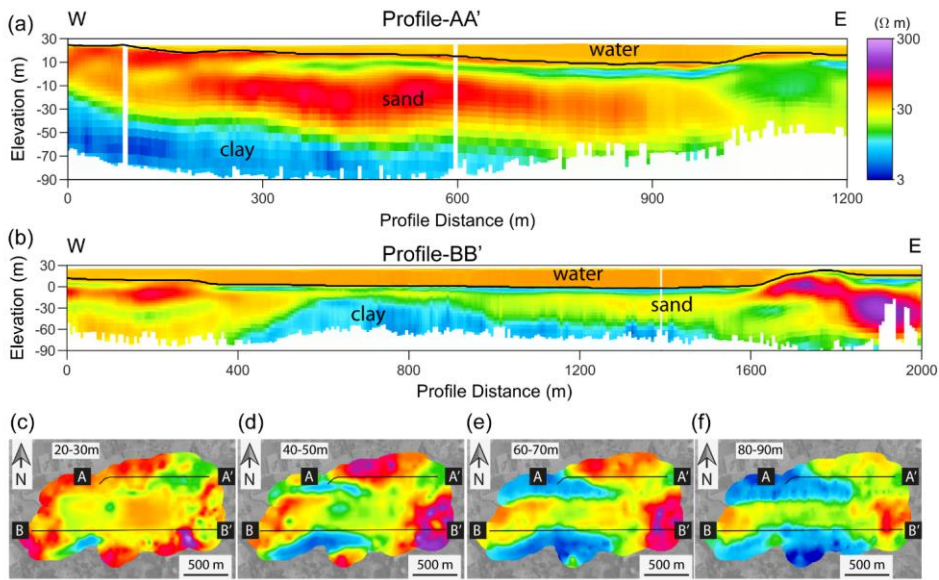 (a)
W
Profile-AA'
E
(Ω m)
30
10
-10
-30
-50
-70
-90
Elevation (m)
water
sand
clay
300
30
3
0
300
600
900
1200
Profile Distance (m)
(b)
W
Profile-BB'
E
30
0
-30
-60
-90
Elevation (m)
water
clay
sand
0
400
800
1200
1600
2000
Profile Distance (m)
(c)
20-30m
N
A
A'
B
B'
500 m
(d)
40-50m
N
A
A'
B
B'
500 m
(e)
60-70m
N
A
A'
B
B'
500 m
(f)
80-90m
N
A
A'
B
B'
500 m